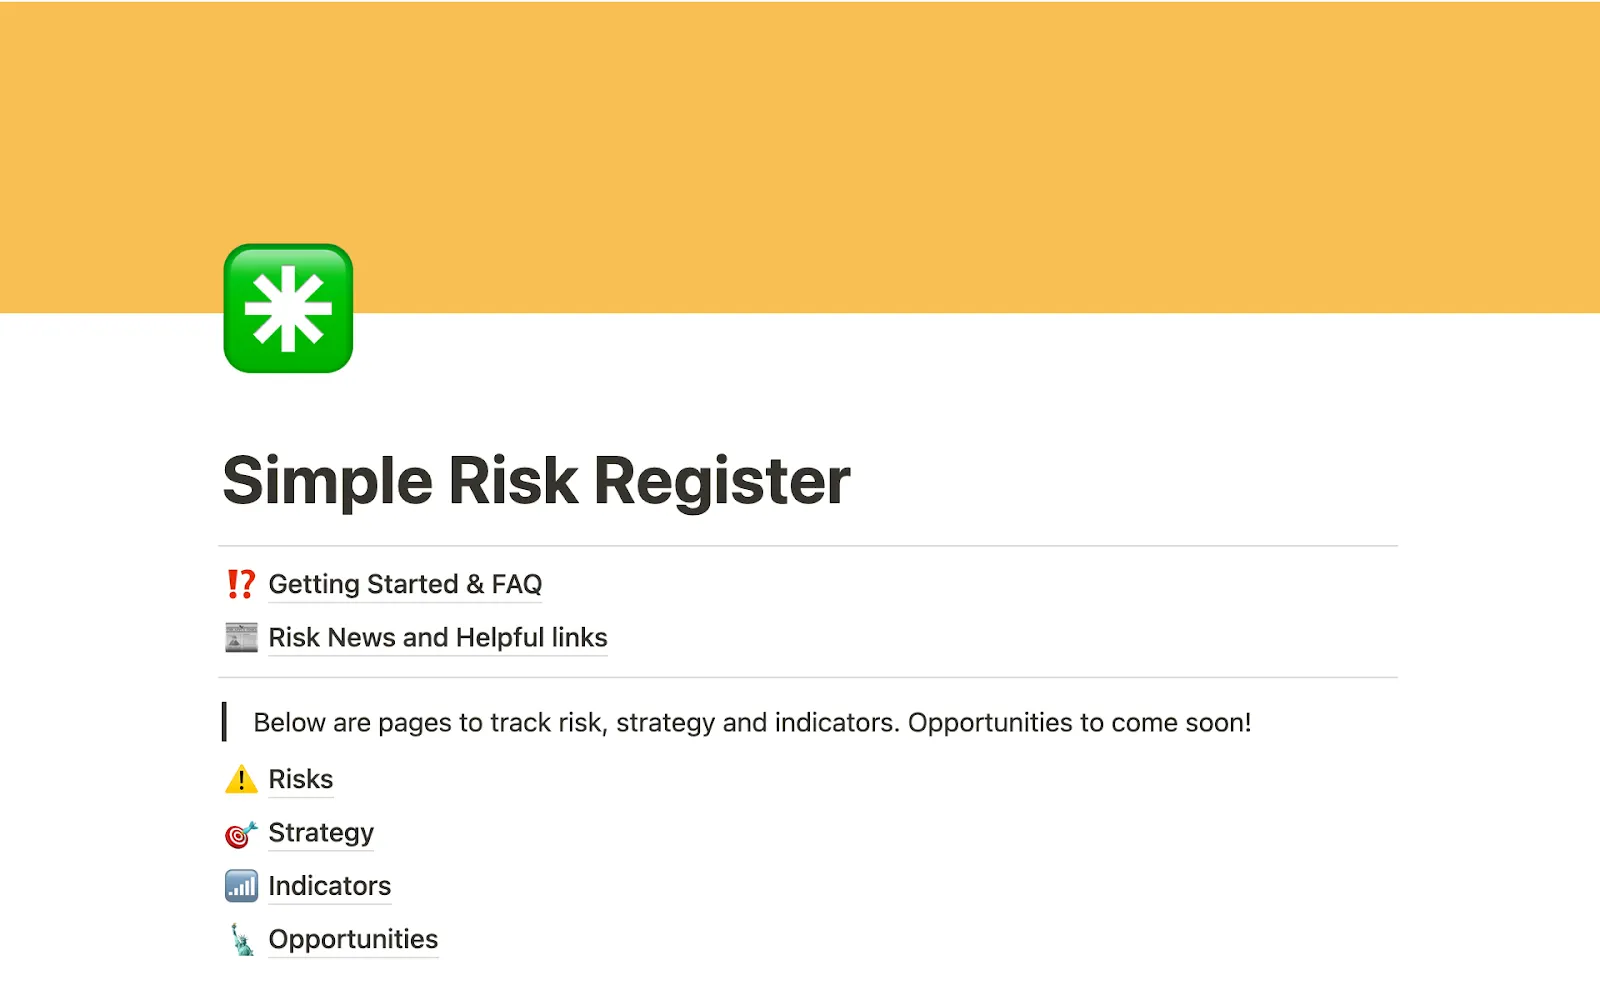 Simple Risk Register
⁉️ Getting Started & FAQ
Risk News and Helpful links
Below are pages to track risk, strategy and indicators. Opportunities to come soon!
Risks
Strategy
Indicators
Opportunities